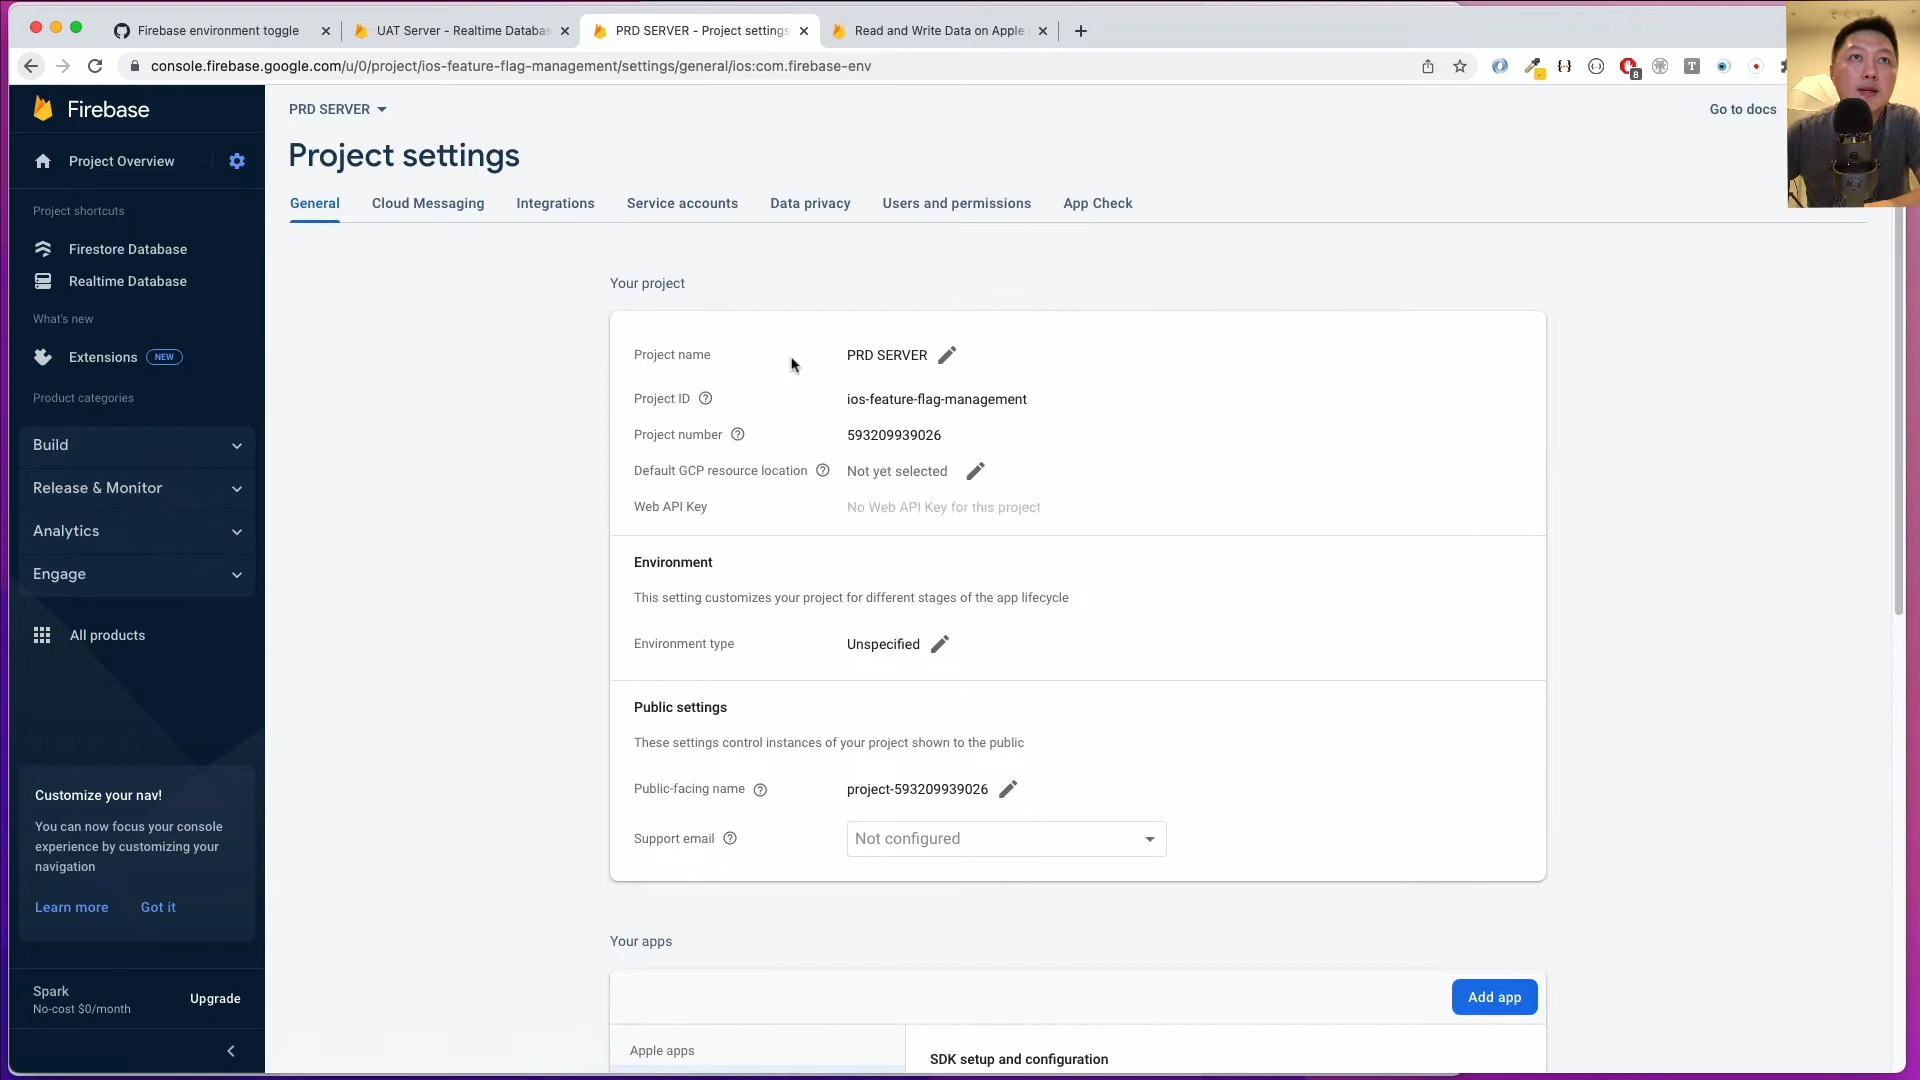 Firebase environment toggle
UAT Server - Realtime Databas
PRD SERVER - Project settings
Read and Write Data on Apple
console.firebase.google.com/u/0/project/ios-feature-flag-management/settings/general/ios:com.firebase-env
8
T
Firebase
PRD SERVER
Go to docs
Project Overview
Project settings
General
Cloud Messaging
Integrations
Service accounts
Data privacy
Users and permissions
App Check
Project shortcuts
Firestore Database
Realtime Database
What's new
Extensions NEW
Product categories
Build
Release & Monitor
Analytics
Engage
All products
Customize your nav!
You can now focus your console
experience by customizing your
navigation
Learn more
Got it
Spark
No-cost $0/month
Upgrade
Your project
Project name PRD SERVER
Project ID ios-feature-flag-management
Project number 593209939026
Default GCP resource location Not yet selected
Web API Key No Web API Key for this project
Environment
This setting customizes your project for different stages of the app lifecycle
Environment type Unspecified
Public settings
These settings control instances of your project shown to the public
Public-facing name project-593209939026
Support email Not configured
Your apps
Add app
Apple apps
SDK setup and configuration